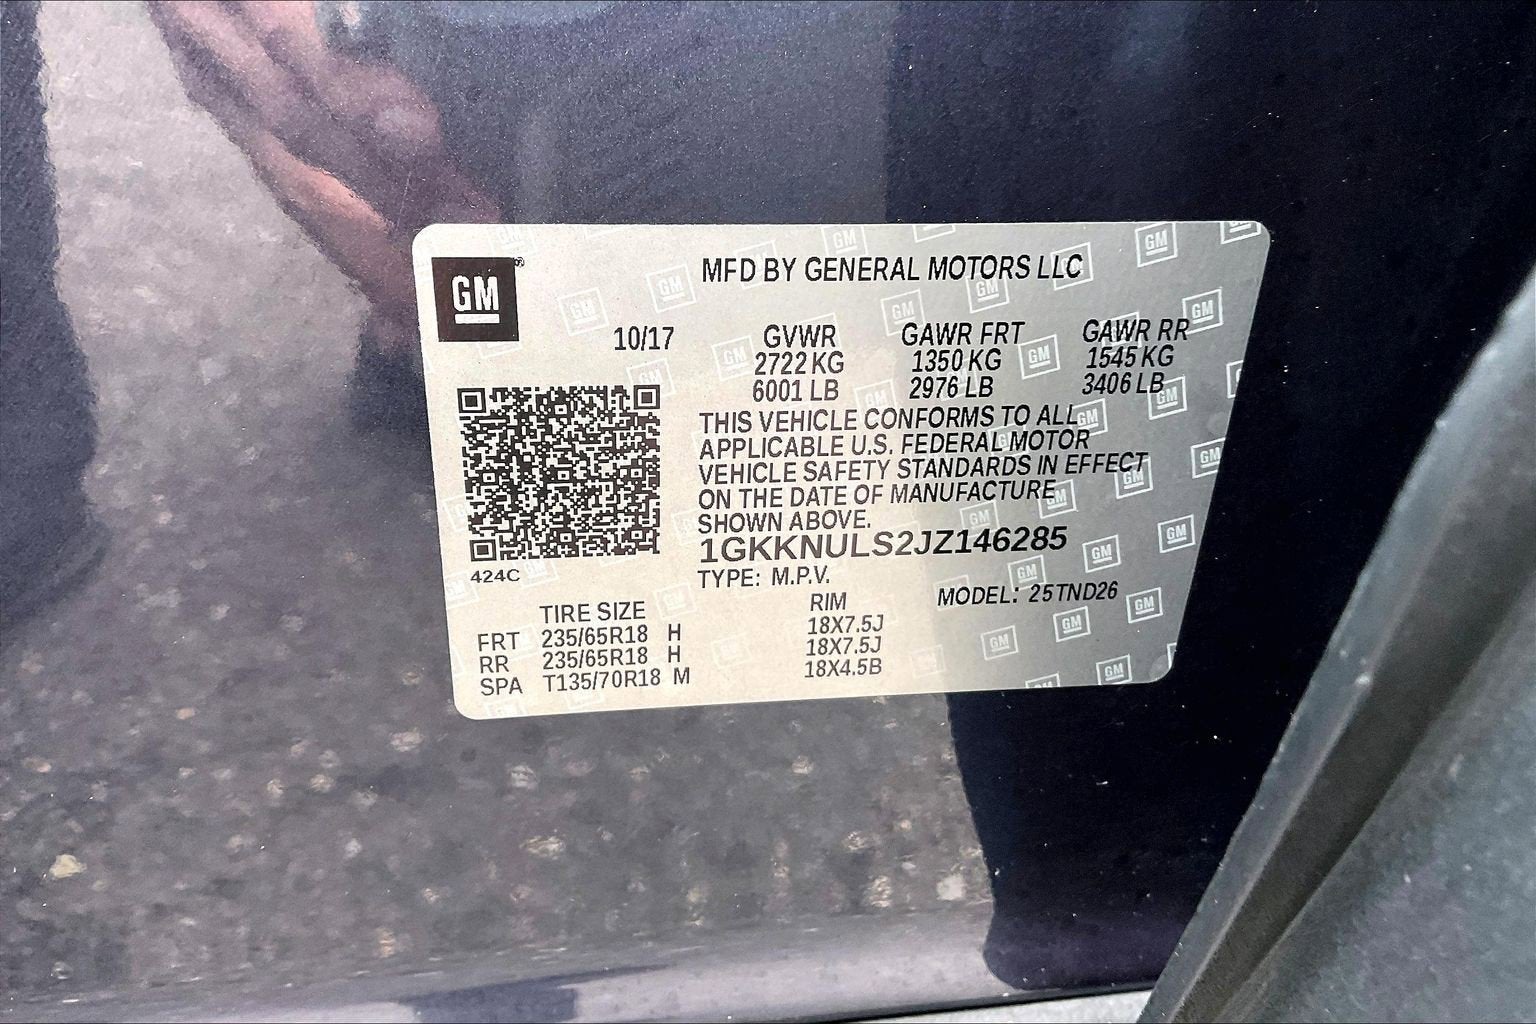 GM
MFD BY GENERAL MOTORS LLC
10/17 GVWR GAWR FRT GAWR RR
2722 KG 1350 KG 1545 KG
6001 LB 2976 LB 3406 LB
THIS VEHICLE CONFORMS TO ALL
APPLICABLE U.S. FEDERAL MOTOR
VEHICLE SAFETY STANDARDS IN EFFECT
ON THE DATE OF MANUFACTURE
SHOWN ABOVE.
1GKKNULS2JZ146285
424C
TYPE: M.P.V. MODEL: 25TND26
TIRE SIZE RIM
FRT 235/65R18 H 18X7.5J
RR 235/65R18 H 18X7.5J
SPA T135/70R18 M 18X4.5B